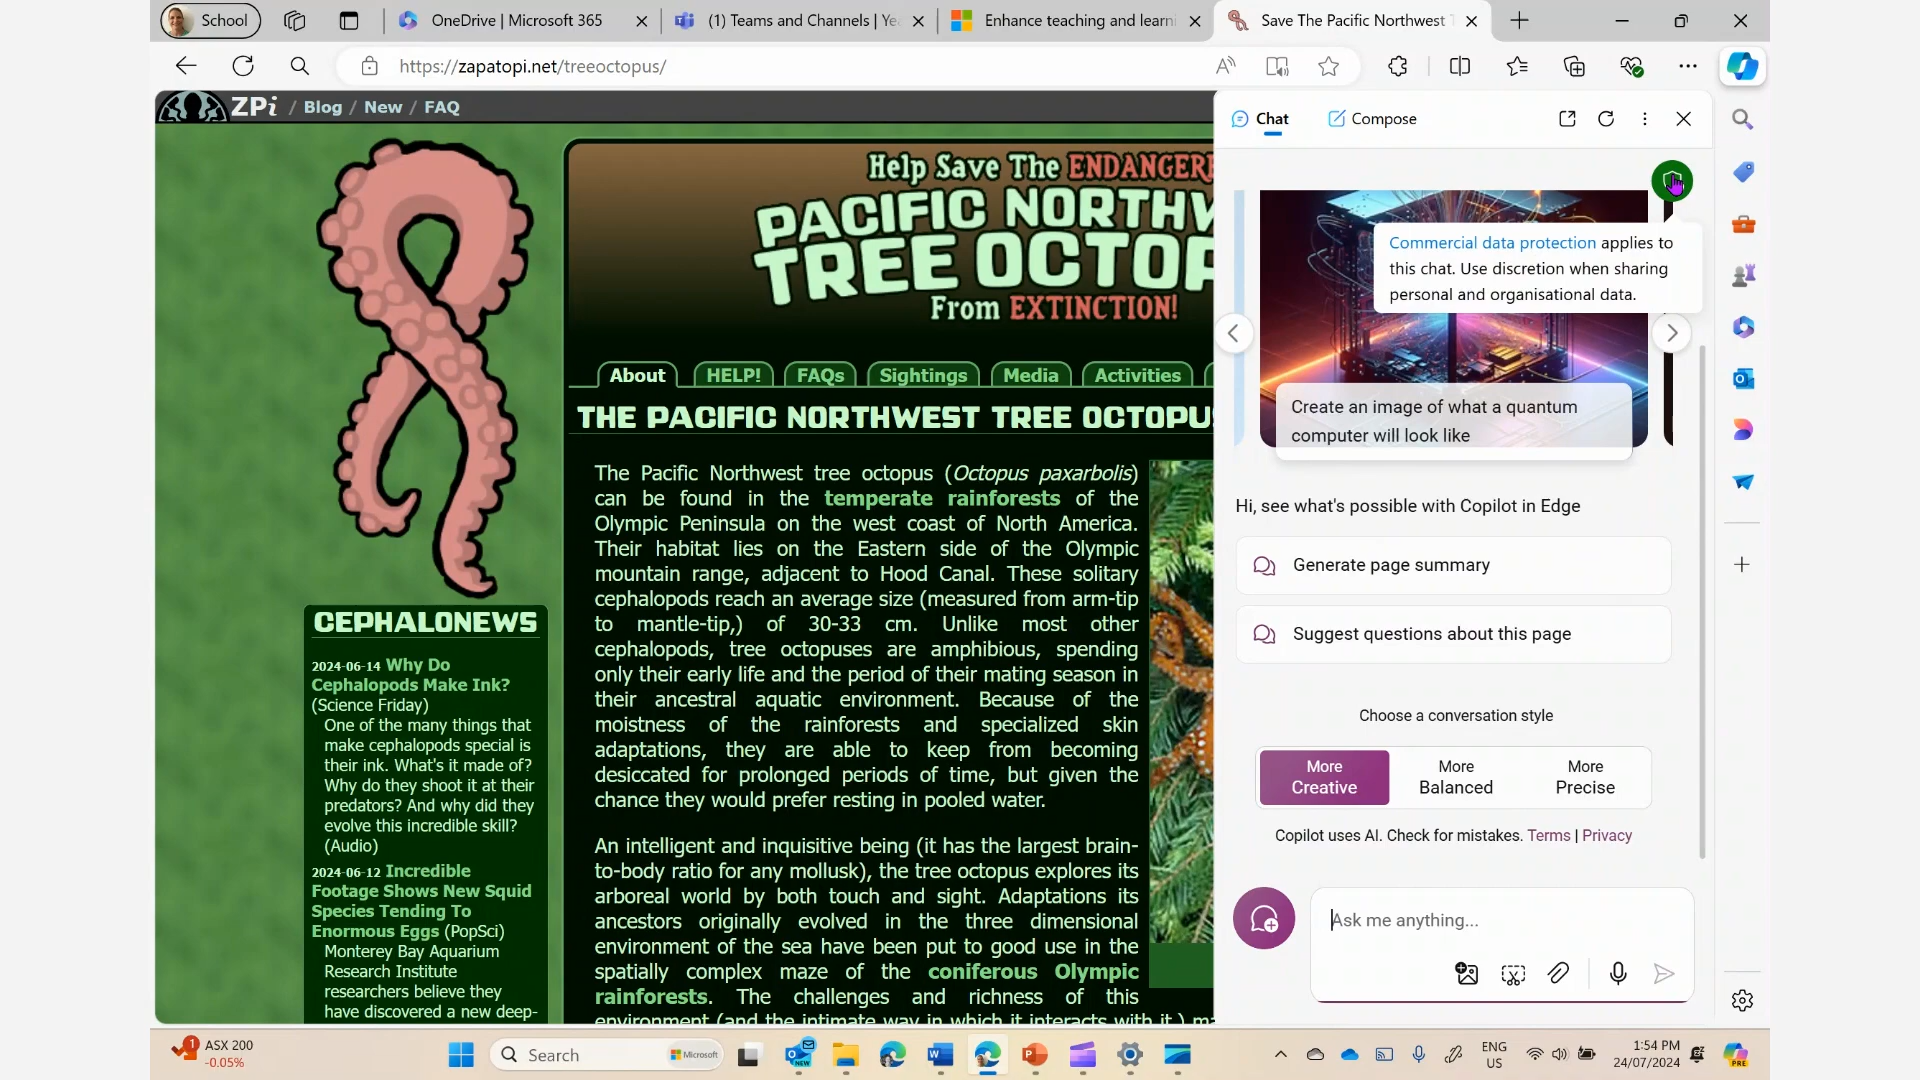 School
OneDrive | Microsoft 365
(1) Teams and Channels | Ye
Enhance teaching and learni
Save The Pacific Northwest T
https://zapatopi.net/treeoctopus/
ZPi / Blog / New / FAQ
Help Save The ENDANGERE
PACIFIC NORTHW
TREE OCTOP
From EXTINCTION!
About
HELP!
FAQs
Sightings
Media
Activities
THE PACIFIC NORTHWEST TREE OCTOPUS
The Pacific Northwest tree octopus (Octopus paxarbolis)
can be found in the temperate rainforests of the
Olympic Peninsula on the west coast of North America.
Their habitat lies on the Eastern side of the Olympic
mountain range, adjacent to Hood Canal. These solitary
cephalopods reach an average size (measured from arm-tip
to mantle-tip,) of 30-33 cm. Unlike most other
cephalopods, tree octopuses are amphibious, spending
only their early life and the period of their mating season in
their ancestral aquatic environment. Because of the
moistness of the rainforests and specialized skin
adaptations, they are able to keep from becoming
desiccated for prolonged periods of time, but given the
chance they would prefer resting in pooled water.
An intelligent and inquisitive being (it has the largest brain-
to-body ratio for any mollusk), the tree octopus explores its
arboreal world by both touch and sight. Adaptations its
ancestors originally evolved in the three dimensional
environment of the sea have been put to good use in the
spatially complex maze of the coniferous Olympic
rainforests. The challenges and richness of this
environment (and the intimate way in which it interacts with it,) ma
CEPHALONEWS
2024-06-14 Why Do
Cephalopods Make Ink?
(Science Friday)
One of the many things that
make cephalopods special is
their ink. What's it made of?
Why do they shoot it at their
predators? And why did they
evolve this incredible skill?
(Audio)
2024-06-12 Incredible
Footage Shows New Squid
Species Tending To
Enormous Eggs (PopSci)
Monterey Bay Aquarium
Research Institute
researchers believe they
have discovered a new deep-
Chat
Compose
Commercial data protection applies to
this chat. Use discretion when sharing
personal and organisational data.
Create an image of what a quantum
computer will look like
Hi, see what's possible with Copilot in Edge
Generate page summary
Suggest questions about this page
Choose a conversation style
More Creative
More Balanced
More Precise
Copilot uses AI. Check for mistakes. Terms | Privacy
Ask me anything...
1
ASX 200
-0.05%
Search
Microsoft
NEW
ENG
US
1:54 PM
24/07/2024
PRE